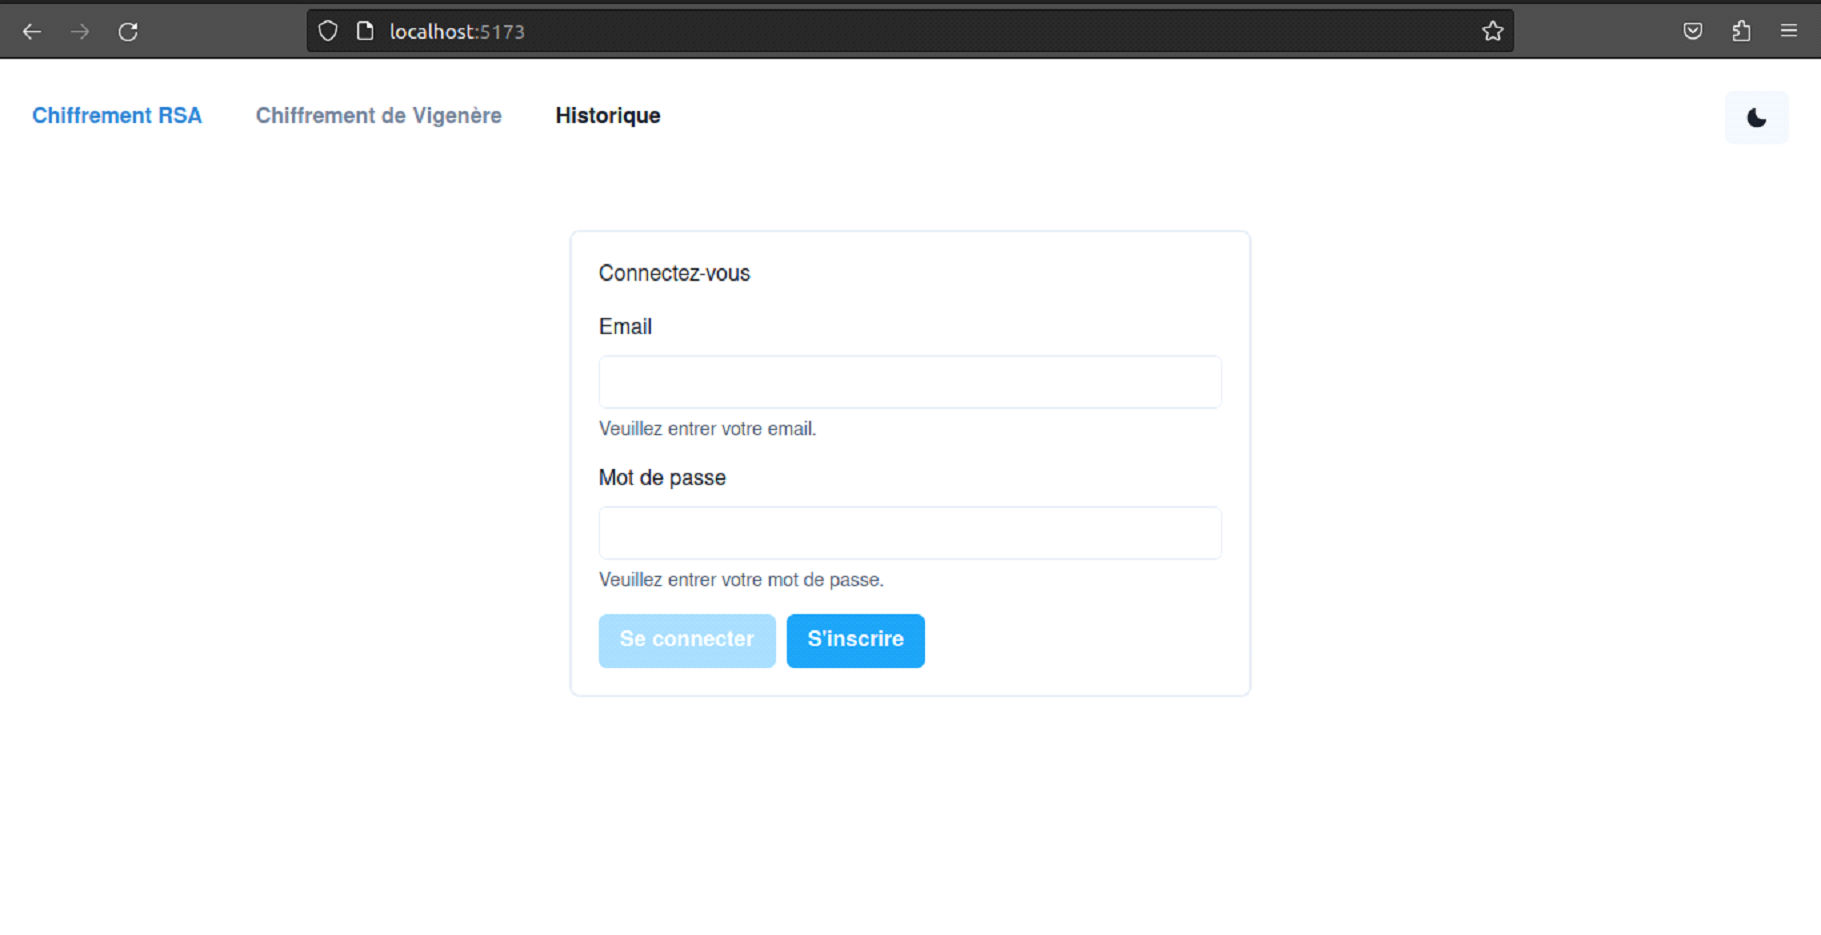 localhost:5173
Chiffrement RSA Chiffrement de Vigenère Historique
Connectez-vous
Email
Veuillez entrer votre email.
Mot de passe
Veuillez entrer votre mot de passe.
Se connecter S'inscrire